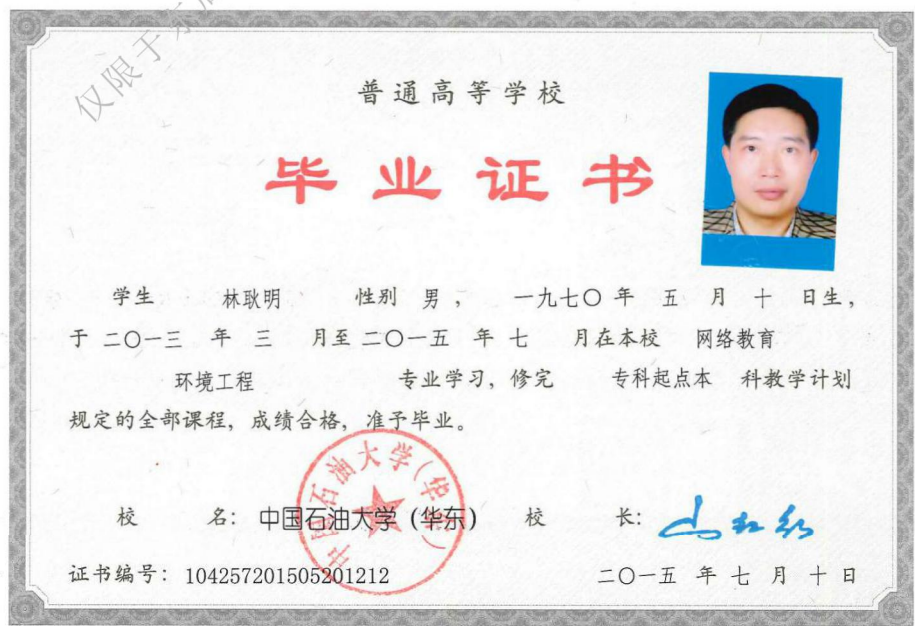 仅限于
普通高等学校
毕业证书
学生 林耿明 性别 男 ， 一九七〇 年 五 月 十 日生，
于 二〇一三 年 三 月至 二〇一五 年 七 月在本校 网络教育
环境工程 专业学习，修完 专科起点本 科教学计划
规定的全部课程，成绩合格，准予毕业。
中国石油大学(华东)
校 名：中国石油大学（华东） 校 长：
证书编号：104257201505201212 二〇一五 年 七 月 十 日